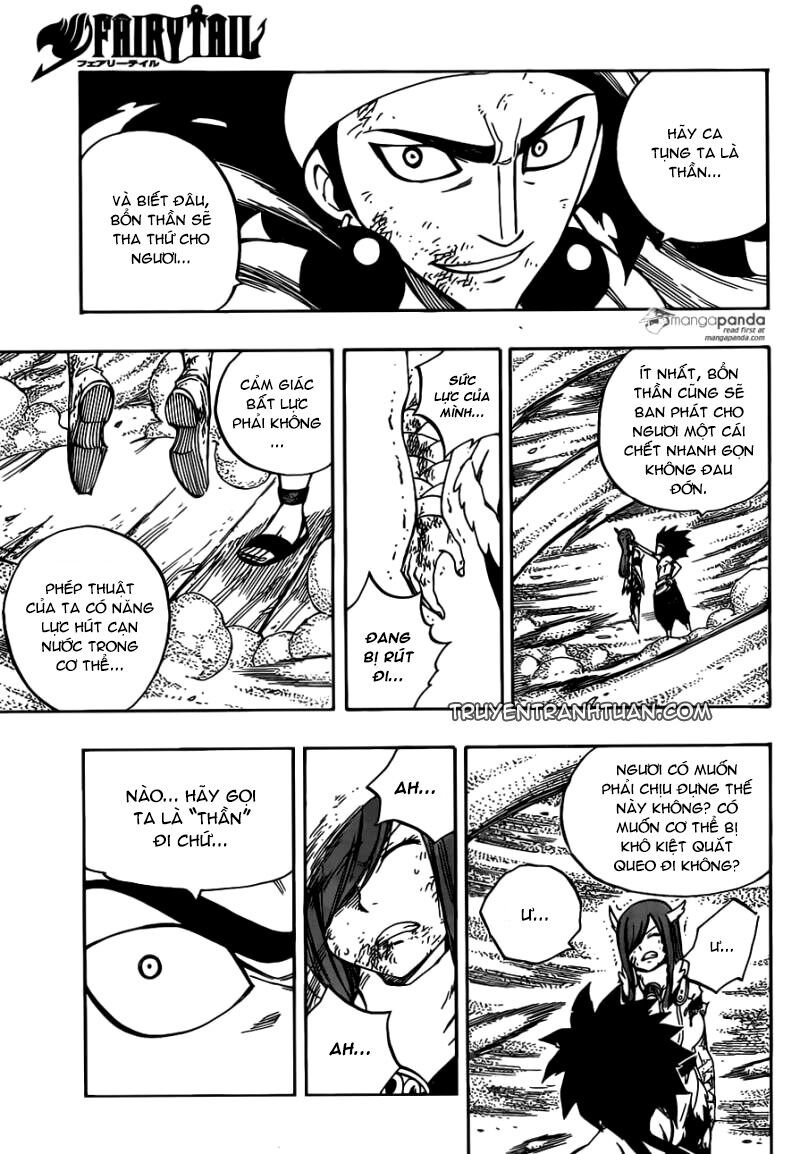 FAIRY TAIL
フェアリーテイル
HÃY CA
TỤNG TA LÀ
THẦN...
VÀ BIẾT ĐÂU,
BỔN THẦN SẼ
THA THỨ CHO
NGƯƠI...
mangapanda
read first at
mangapanda.com
ÍT NHẤT, BỔN
THẦN CŨNG SẼ
BAN PHÁT CHO
NGƯƠI MỘT CÁI
CHẾT NHANH GỌN
KHÔNG ĐAU
ĐỚN.
SỨC
LỰC CỦA
MÌNH...
ĐANG
BỊ RÚT
ĐI...
CẢM GIÁC
BẤT LỰC
PHẢI KHÔNG
...
PHÉP THUẬT
CỦA TA CÓ NĂNG
LỰC HÚT CẠN
NƯỚC TRONG
CƠ THỂ...
TRUYENTRANHTUAN.COM
NGƯƠI CÓ MUỐN
PHẢI CHỊU ĐỰNG THẾ
NÀY KHÔNG? CÓ
MUỐN CƠ THỂ BỊ
KHÔ KIỆT QUẮT
QUEO ĐI KHÔNG?
Ư...
Ư...
AH...
AH...
NÀO... HÃY GỌI
TA LÀ "THẦN"
ĐI CHỨ...